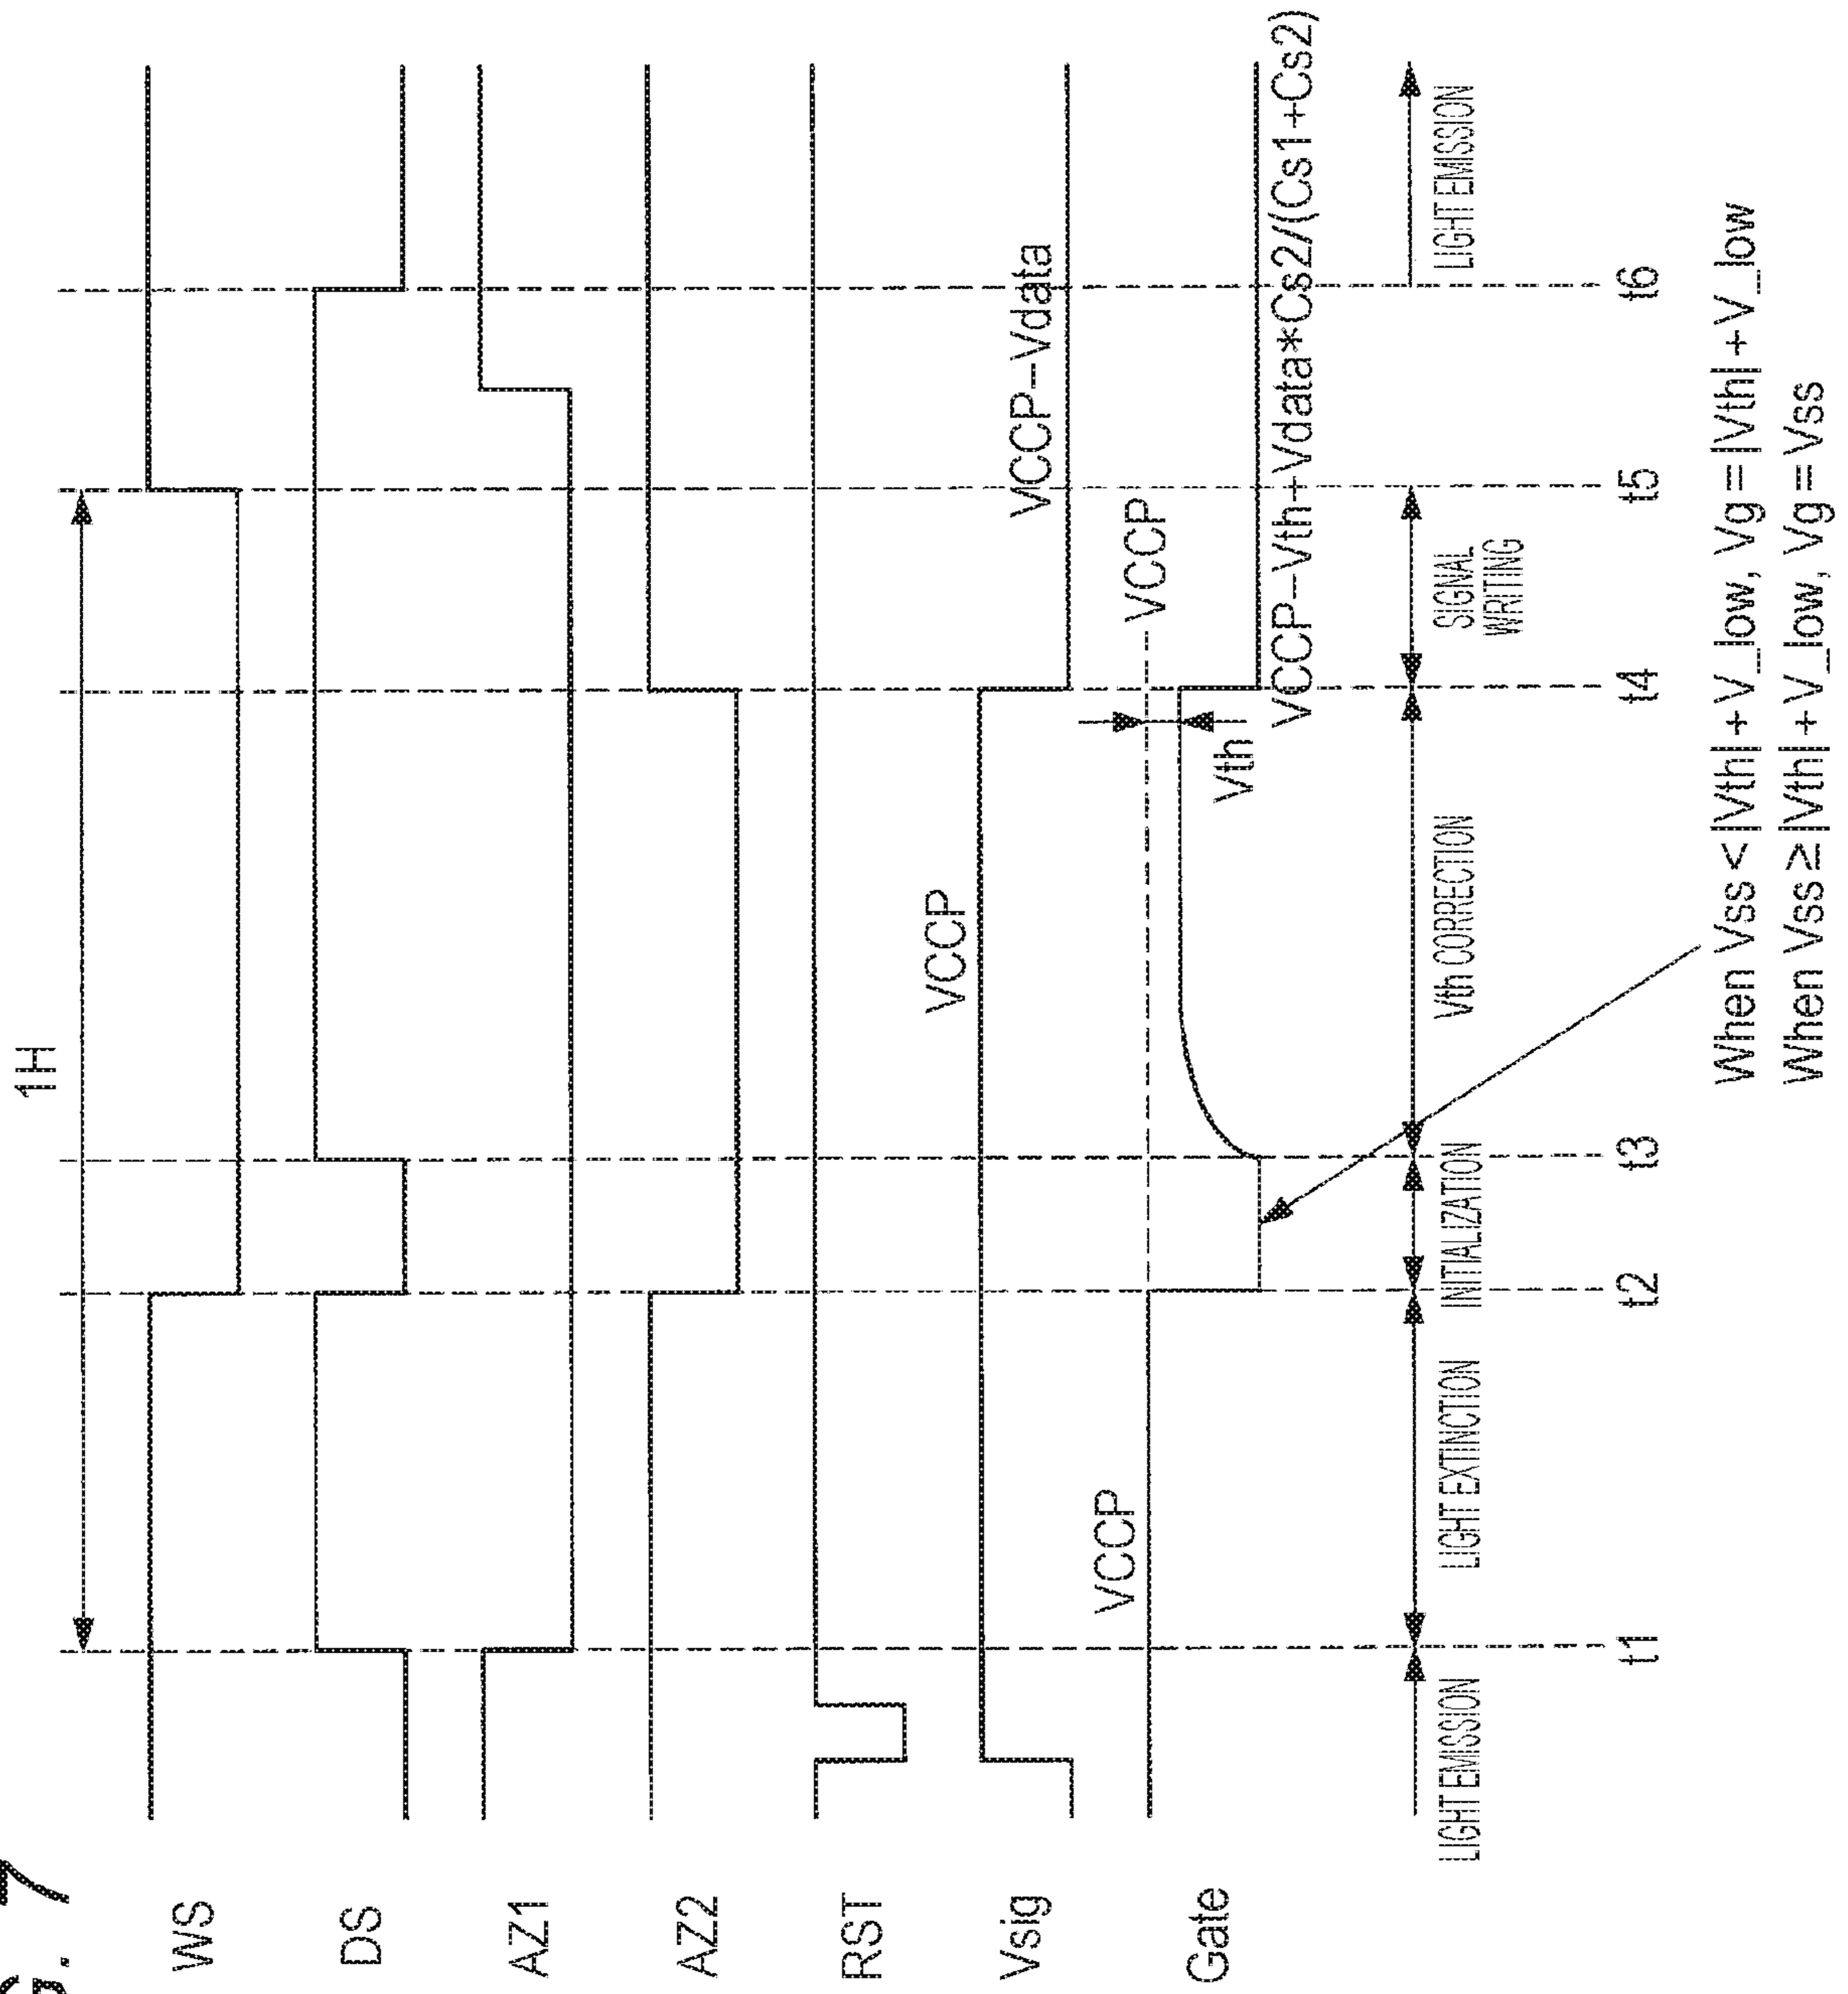 G. 7
1H
WS
DS
AZ1
AZ2
RST
Vsig
VCCP
VCCP-Vdata
Gate
VCCP
VCCP
Vth
VCCP-Vth+Vdata*Cs2/(Cs1+Cs2)
LIGHT EMISSION
LIGHT EXTINCTION
INITIALIZATION
Vth CORRECTION
SIGNAL
WRITING
LIGHT EMISSION
t1
t2
t3
t4
t5
t6
When Vss < |Vth| + V_low, Vg = |Vth| + V_low
When Vss ≥ |Vth| + V_low, Vg = Vss